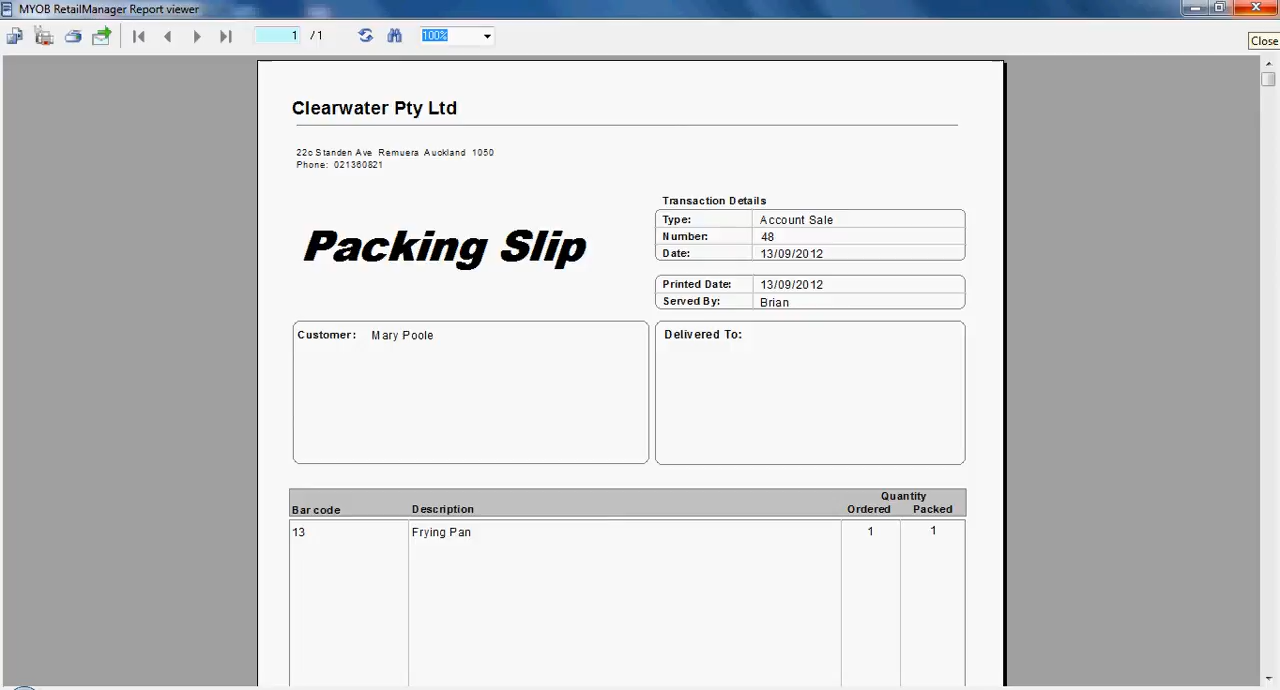 MYOB RetailManager Report viewer
1 /1 100%
Close
Clearwater Pty Ltd
22c Standen Ave Remuera Auckland 1050
Phone: 021360821
Transaction Details
Type: Account Sale
Number: 48
Date: 13/09/2012
Packing Slip
Printed Date: 13/09/2012
Served By: Brian
Customer: Mary Poole
Delivered To:
Quantity
Bar code Description Ordered Packed
13 Frying Pan 1 1